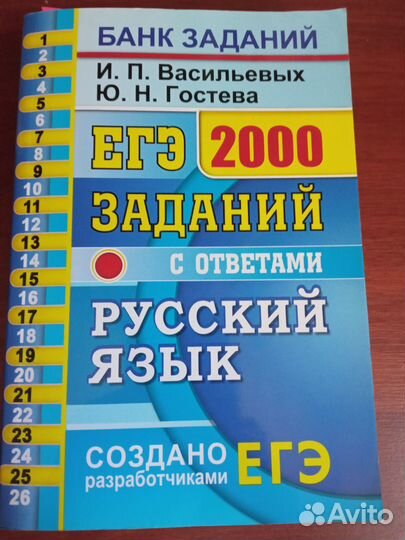 БАНК ЗАДАНИЙ
И. П. Васильевых
Ю. Н. Гостева
ЕГЭ 2000
ЗАДАНИЙ
С ОТВЕТАМИ
РУССКИЙ
ЯЗЫК
СОЗДАНО
разработчиками ЕГЭ
1
2
3
4
5
6
7
8
9
10
11
12
13
14
15
16
17
18
19
20
21
22
23
24
25
26
Avito